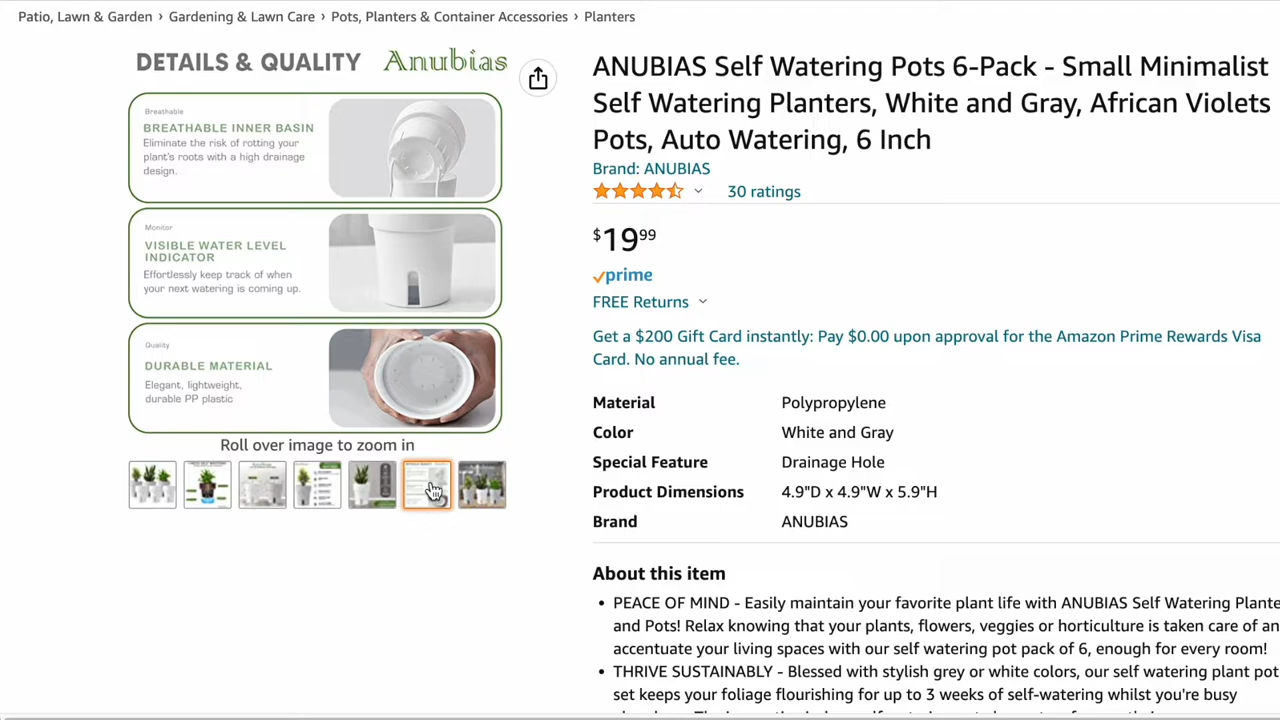 Patio, Lawn & Garden › Gardening & Lawn Care › Pots, Planters & Container Accessories › Planters
DETAILS & QUALITY Anubias
Breathable
BREATHABLE INNER BASIN
Eliminate the risk of rotting your
plant's roots with a high drainage
design.
Monitor
VISIBLE WATER LEVEL
INDICATOR
Effortlessly keep track of when
your next watering is coming up.
Quality
DURABLE MATERIAL
Elegant, lightweight,
durable PP plastic
Roll over image to zoom in
ANUBIAS Self Watering Pots 6-Pack - Small Minimalist
Self Watering Planters, White and Gray, African Violets
Pots, Auto Watering, 6 Inch
Brand: ANUBIAS
30 ratings
$19.99
prime
FREE Returns
Get a $200 Gift Card instantly: Pay $0.00 upon approval for the Amazon Prime Rewards Visa
Card. No annual fee.
Material Polypropylene
Color White and Gray
Special Feature Drainage Hole
Product Dimensions 4.9"D x 4.9"W x 5.9"H
Brand ANUBIAS
About this item
• PEACE OF MIND - Easily maintain your favorite plant life with ANUBIAS Self Watering Plante
and Pots! Relax knowing that your plants, flowers, veggies or horticulture is taken care of an
accentuate your living spaces with our self watering pot pack of 6, enough for every room!
• THRIVE SUSTAINABLY - Blessed with stylish grey or white colors, our self watering plant pot
set keeps your foliage flourishing for up to 3 weeks of self-watering whilst you're busy